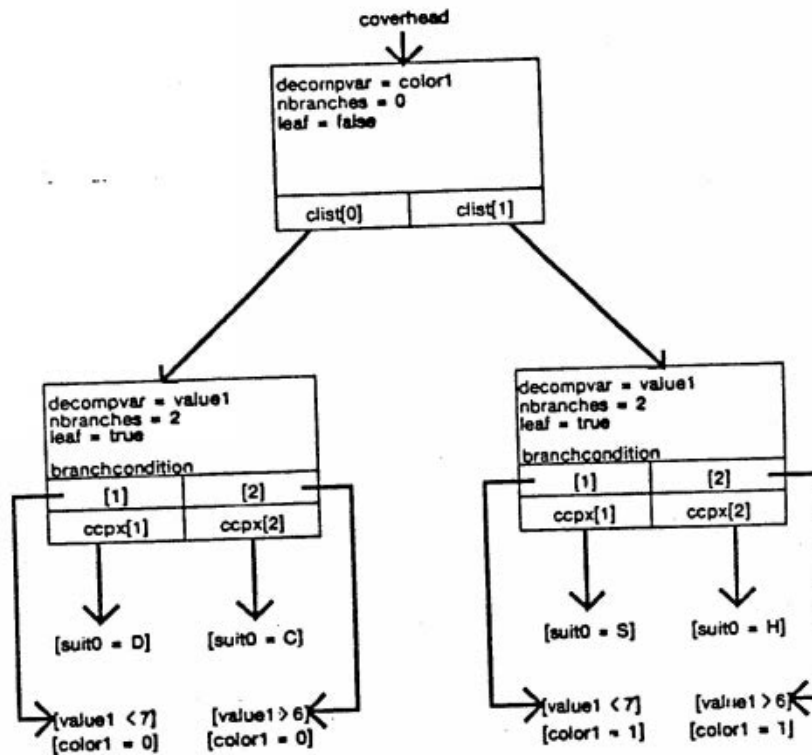 coverhead
decompvar = color1
nbranches = 0
leaf = false
clist[0]
clist[1]
decompvar = value1
nbranches = 2
leaf = true
branchcondition
[1]
[2]
ccpx[1]
ccpx[2]
[suit0 = D]
[suit0 = C]
[value1 < 7]
[color1 = 0]
[value1 > 6]
[color1 = 0]
decompvar = value1
nbranches = 2
leaf = true
branchcondition
[1]
[2]
ccpx[1]
ccpx[2]
[suit0 = S]
[suit0 = H]
[value1 < 7]
[color1 = 1]
[value1 > 6]
[color1 = 1]